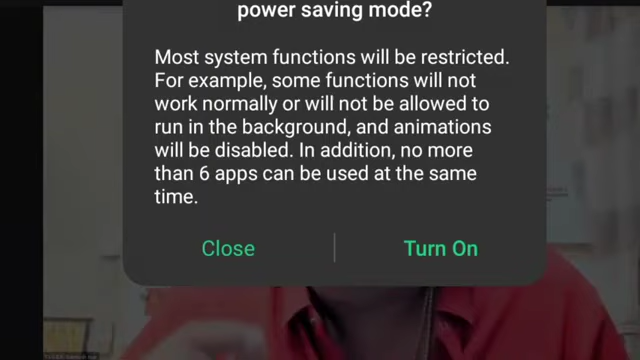 power saving mode?
Most system functions will be restricted.
For example, some functions will not
work normally or will not be allowed to
run in the background, and animations
will be disabled. In addition, no more
than 6 apps can be used at the same
time.
Close
Turn On